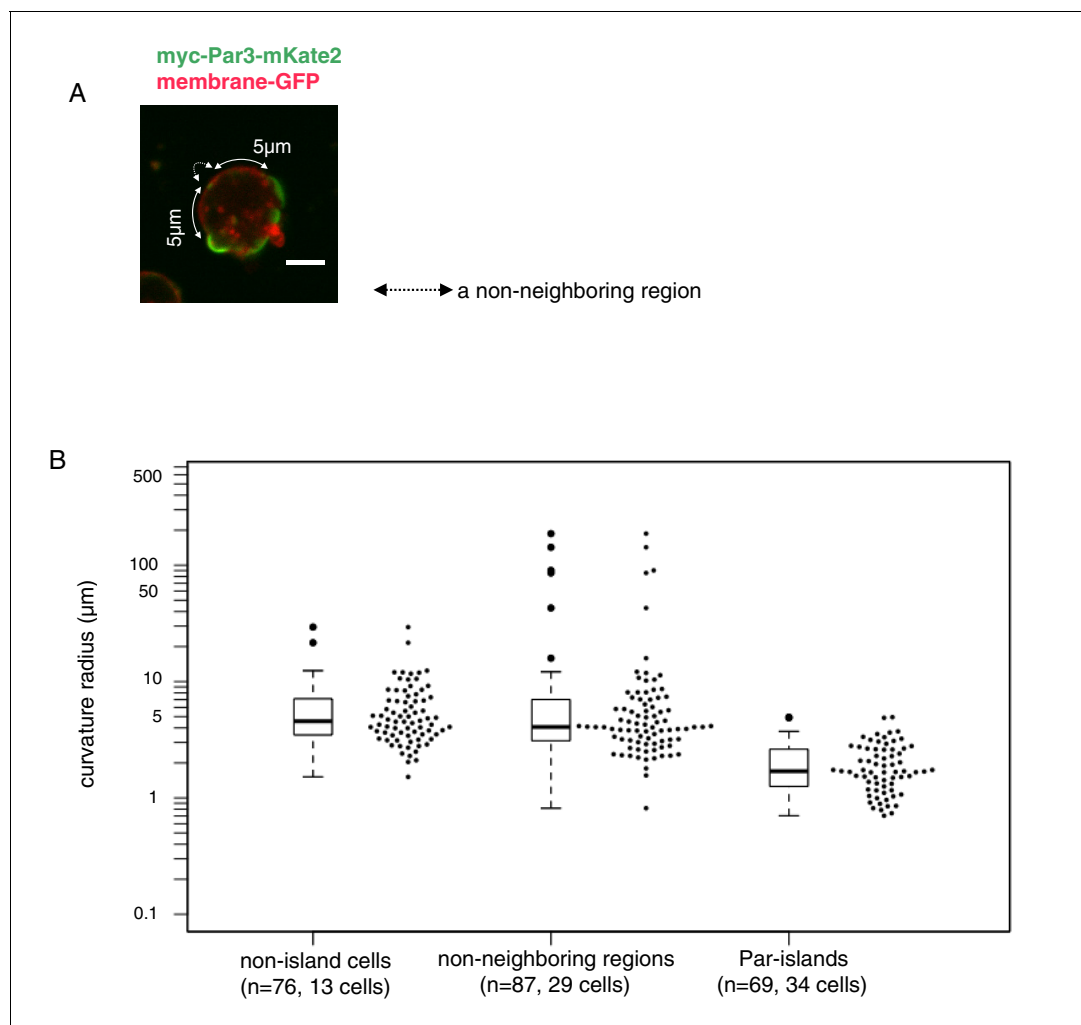 myc-Par3-mKate2
membrane-GFP
A
5µm
5µm
a non-neighboring region
B
500
100
50
10
5
1
0.1
curvature radius (µm)
non-island cells
(n=76, 13 cells)
non-neighboring regions
(n=87, 29 cells)
Par-islands
(n=69, 34 cells)